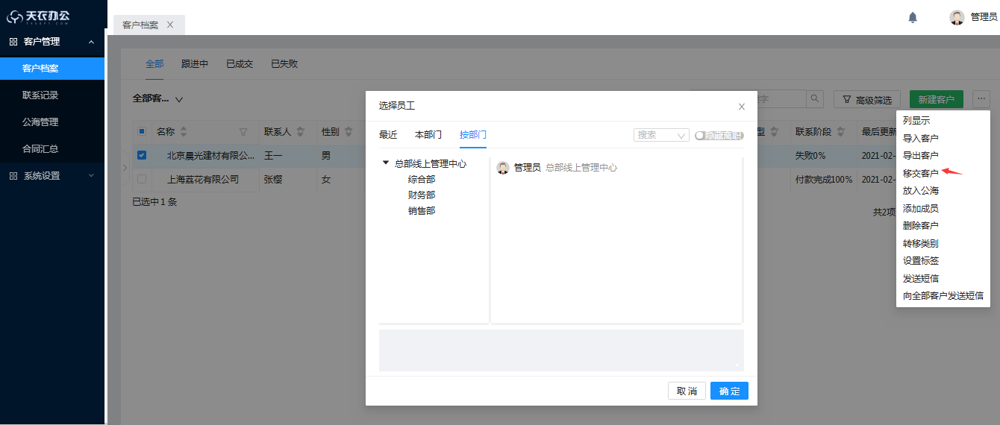 天衣办公
客户管理
客户档案
联系记录
公海管理
合同汇总
系统设置
客户档案
管理员
全部 跟进中 已成交 已失败
全部客...
高级筛选 新建客户 ...
名称 联系人 性别 型 联系阶段 最后更新
北京晨光建材有限公... 王一 男 失败0% 2021-02-
上海荔花有限公司 张樱 女 付款完成100% 2021-02-
已选中 1 条
共2项
选择员工
最近 本部门 按部门
搜索 隐藏离职
总部线上管理中心
综合部
财务部
销售部
管理员 总部线上管理中心
取 消 确 定
列显示
导入客户
导出客户
移交客户
放入公海
添加成员
删除客户
转移类别
设置标签
发送短信
向全部客户发送短信